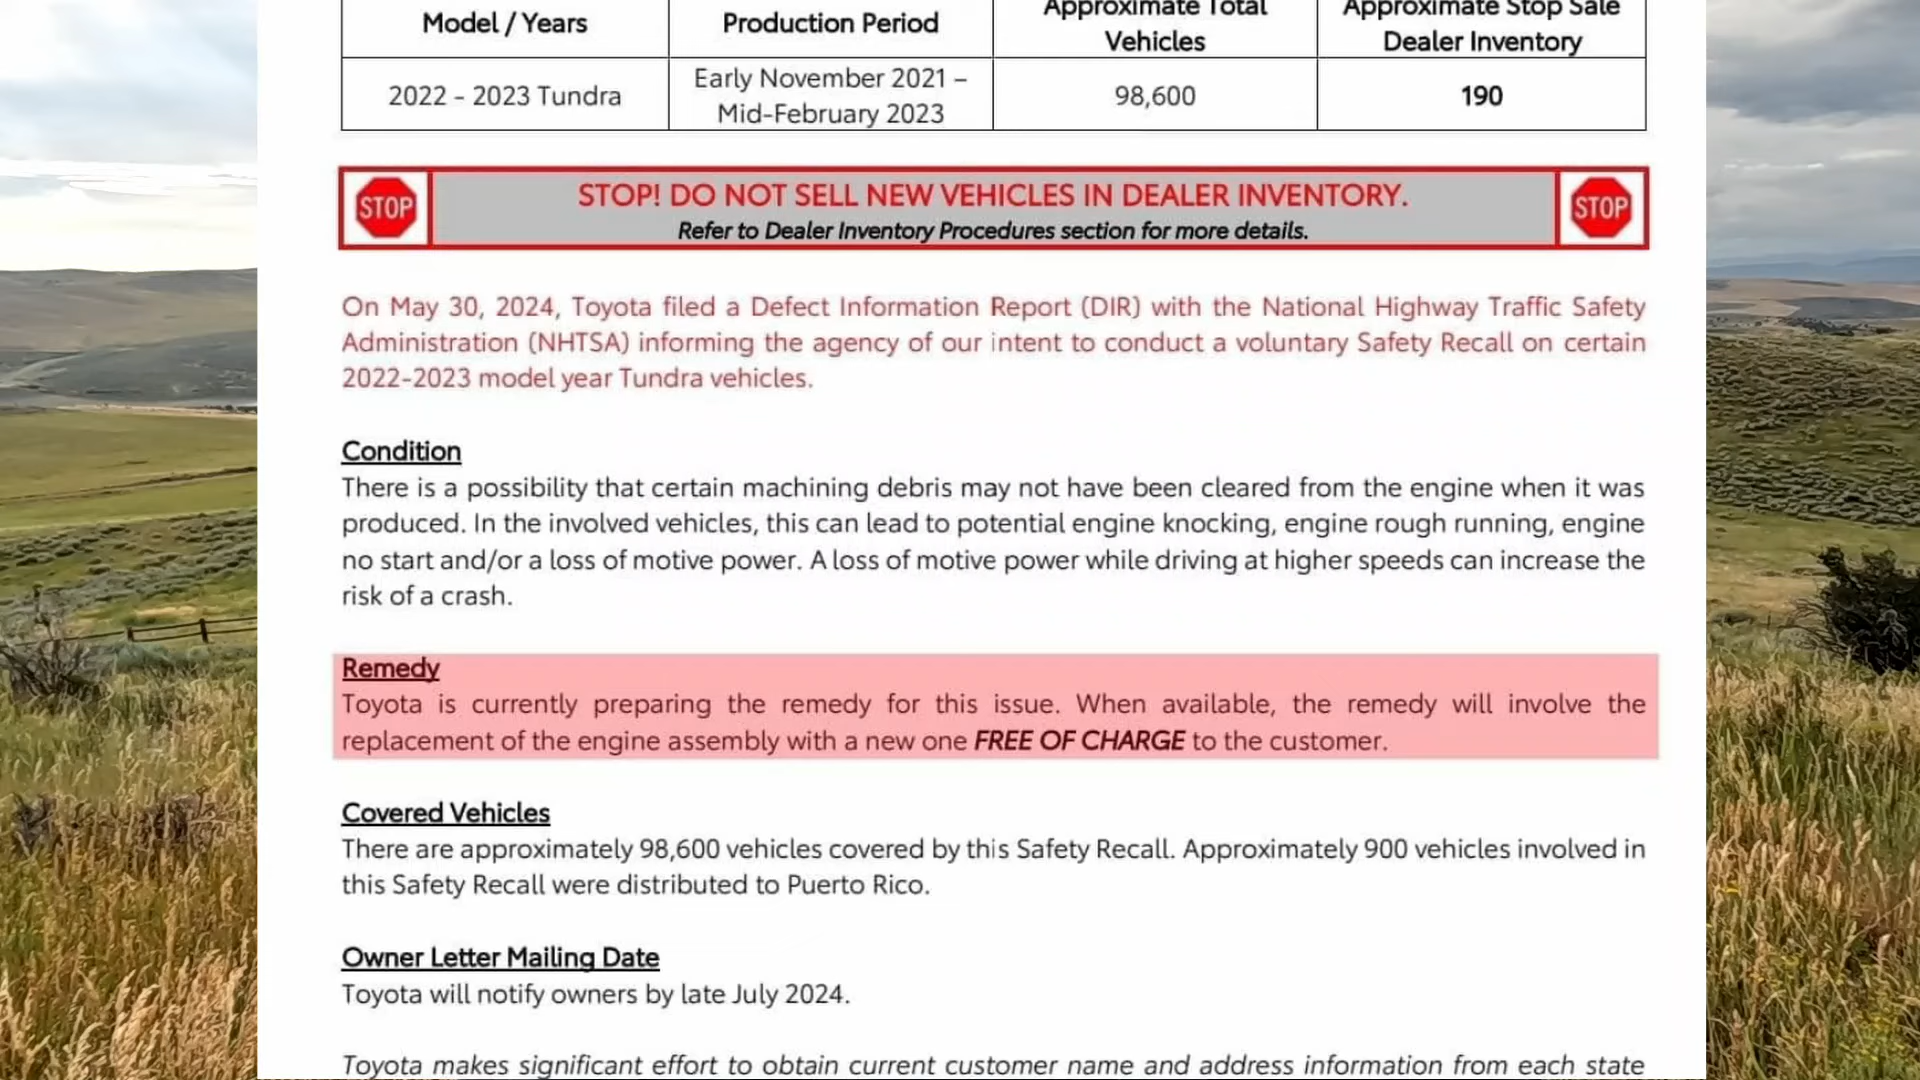 Model / Years
Production Period
Approximate Total
Vehicles
Approximate Stop Sale
Dealer Inventory
2022 - 2023 Tundra
Early November 2021 –
Mid-February 2023
98,600
190
STOP
STOP! DO NOT SELL NEW VEHICLES IN DEALER INVENTORY.
Refer to Dealer Inventory Procedures section for more details.
STOP
On May 30, 2024, Toyota filed a Defect Information Report (DIR) with the National Highway Traffic Safety
Administration (NHTSA) informing the agency of our intent to conduct a voluntary Safety Recall on certain
2022-2023 model year Tundra vehicles.
Condition
There is a possibility that certain machining debris may not have been cleared from the engine when it was
produced. In the involved vehicles, this can lead to potential engine knocking, engine rough running, engine
no start and/or a loss of motive power. A loss of motive power while driving at higher speeds can increase the
risk of a crash.
Remedy
Toyota is currently preparing the remedy for this issue. When available, the remedy will involve the
replacement of the engine assembly with a new one FREE OF CHARGE to the customer.
Covered Vehicles
There are approximately 98,600 vehicles covered by this Safety Recall. Approximately 900 vehicles involved in
this Safety Recall were distributed to Puerto Rico.
Owner Letter Mailing Date
Toyota will notify owners by late July 2024.
Toyota makes significant effort to obtain current customer name and address information from each state